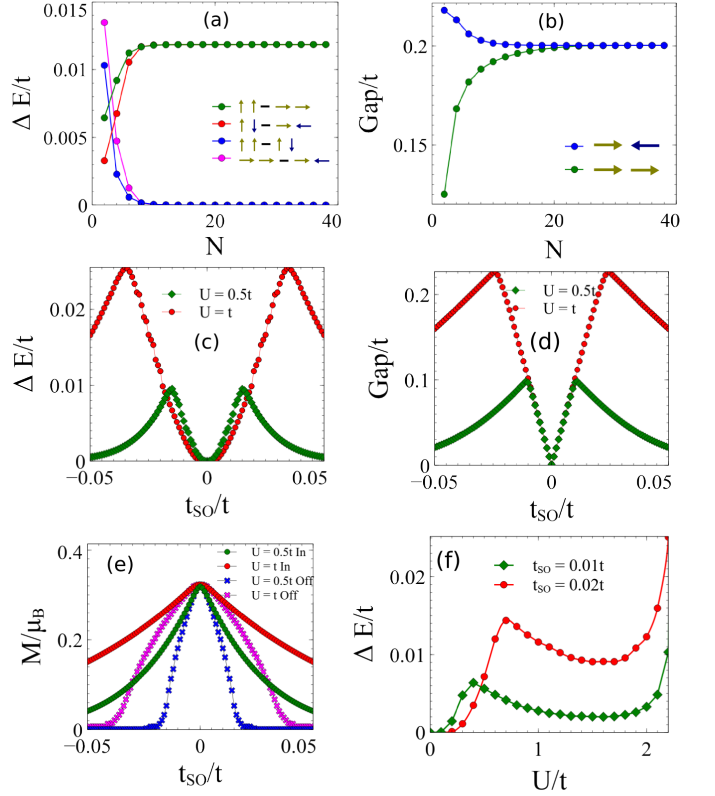 (a)
Δ E/t
0.015
0.01
0.005
0
0
20
40
N
(b)
Gap/t
0.2
0.15
0
20
40
N
(c)
Δ E/t
0.02
0.01
0
U = 0.5t
U = t
−0.05
0
0.05
t_SO/t
(d)
Gap/t
0.2
0.1
0
U = 0.5t
U = t
−0.05
0
0.05
t_SO/t
(e)
M/μ_B
0.4
0.2
0
U = 0.5t In
U = t In
U = 0.5t Off
U = t Off
−0.05
0
0.05
t_SO/t
(f)
Δ E/t
0.02
0.01
0
t_SO = 0.01t
t_SO = 0.02t
0
1
2
U/t